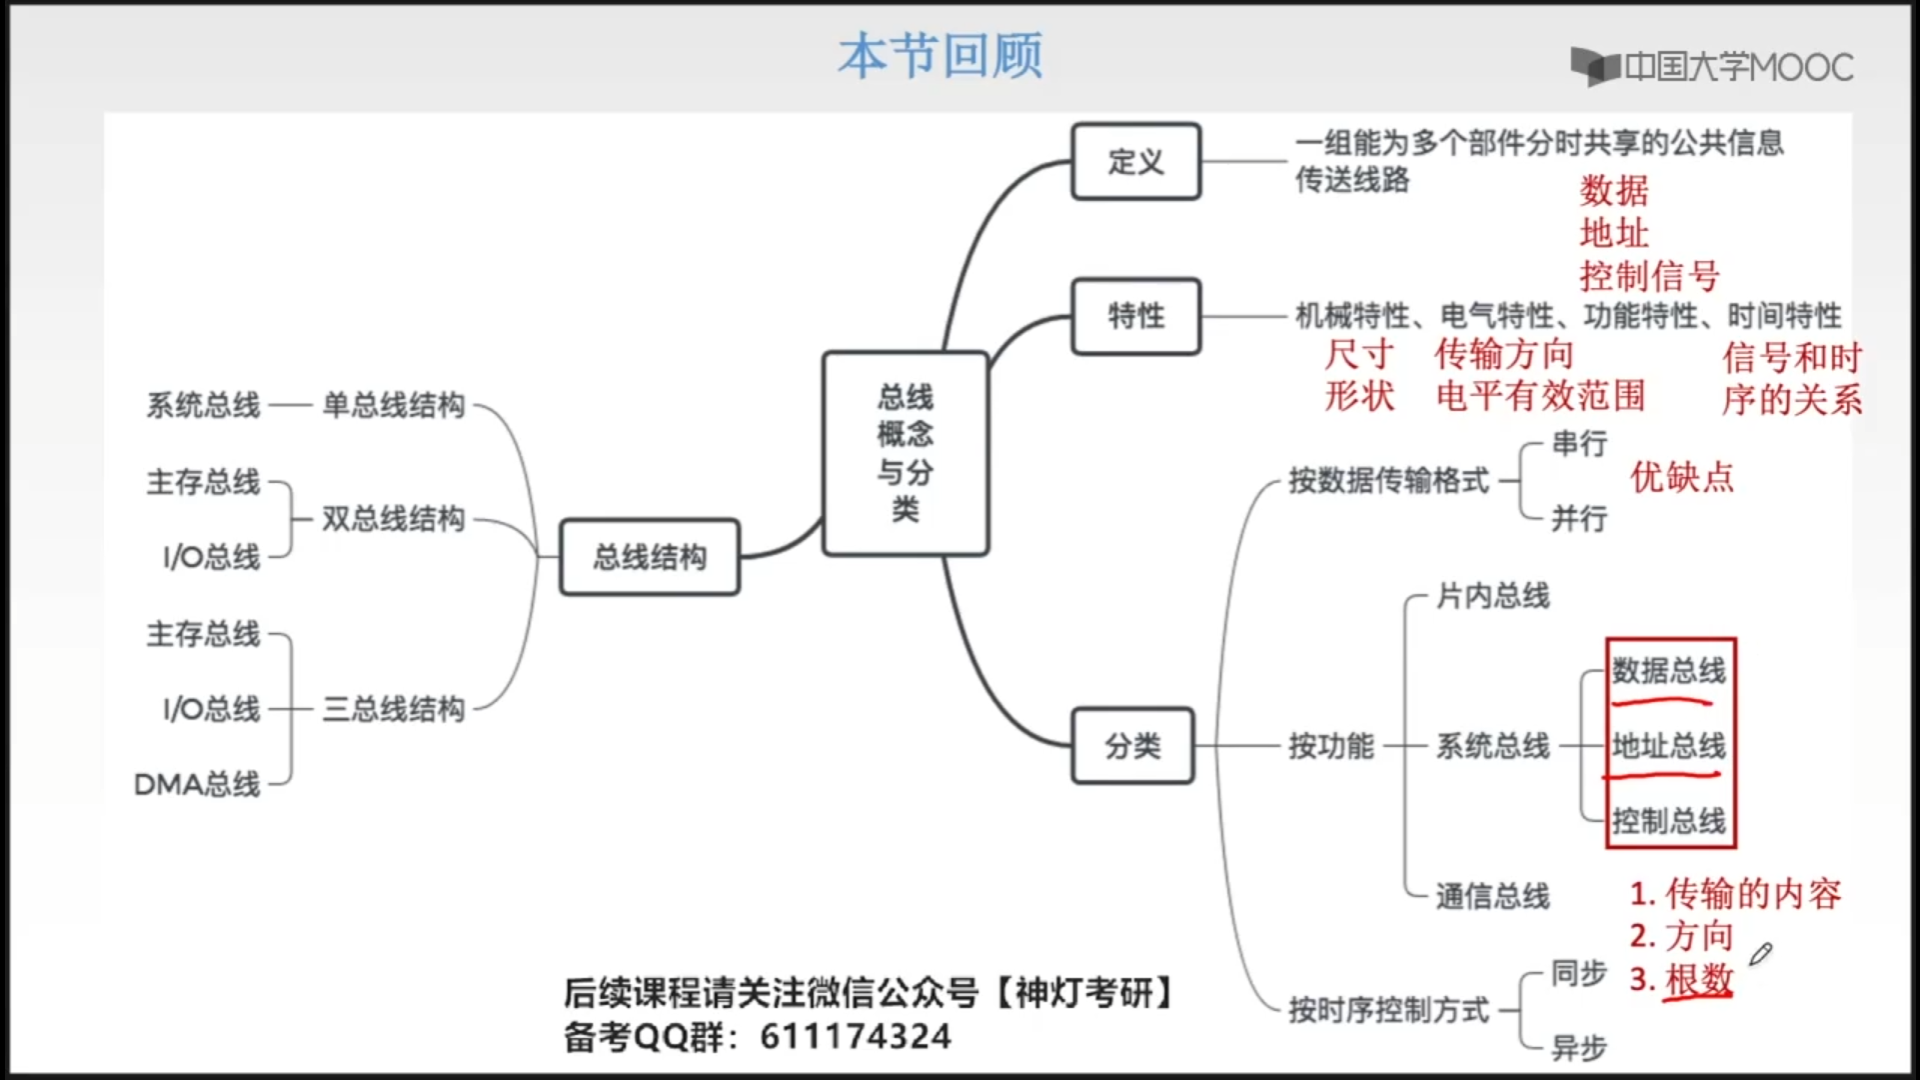 本节回顾
中国大学MOOC
定义
一组能为多个部件分时共享的公共信息
传送线路
数据
地址
控制信号
特性
机械特性、电气特性、功能特性、时间特性
尺寸
形状
传输方向
电平有效范围
信号和时
序的关系
总线
概念
与分
类
总线结构
单总线结构
系统总线
双总线结构
主存总线
I/O总线
三总线结构
主存总线
I/O总线
DMA总线
分类
按数据传输格式
串行
并行
优缺点
按功能
片内总线
系统总线
数据总线
地址总线
控制总线
通信总线
1. 传输的内容
2. 方向
3. 根数
按时序控制方式
同步
异步
后续课程请关注微信公众号【神灯考研】
备考QQ群：611174324